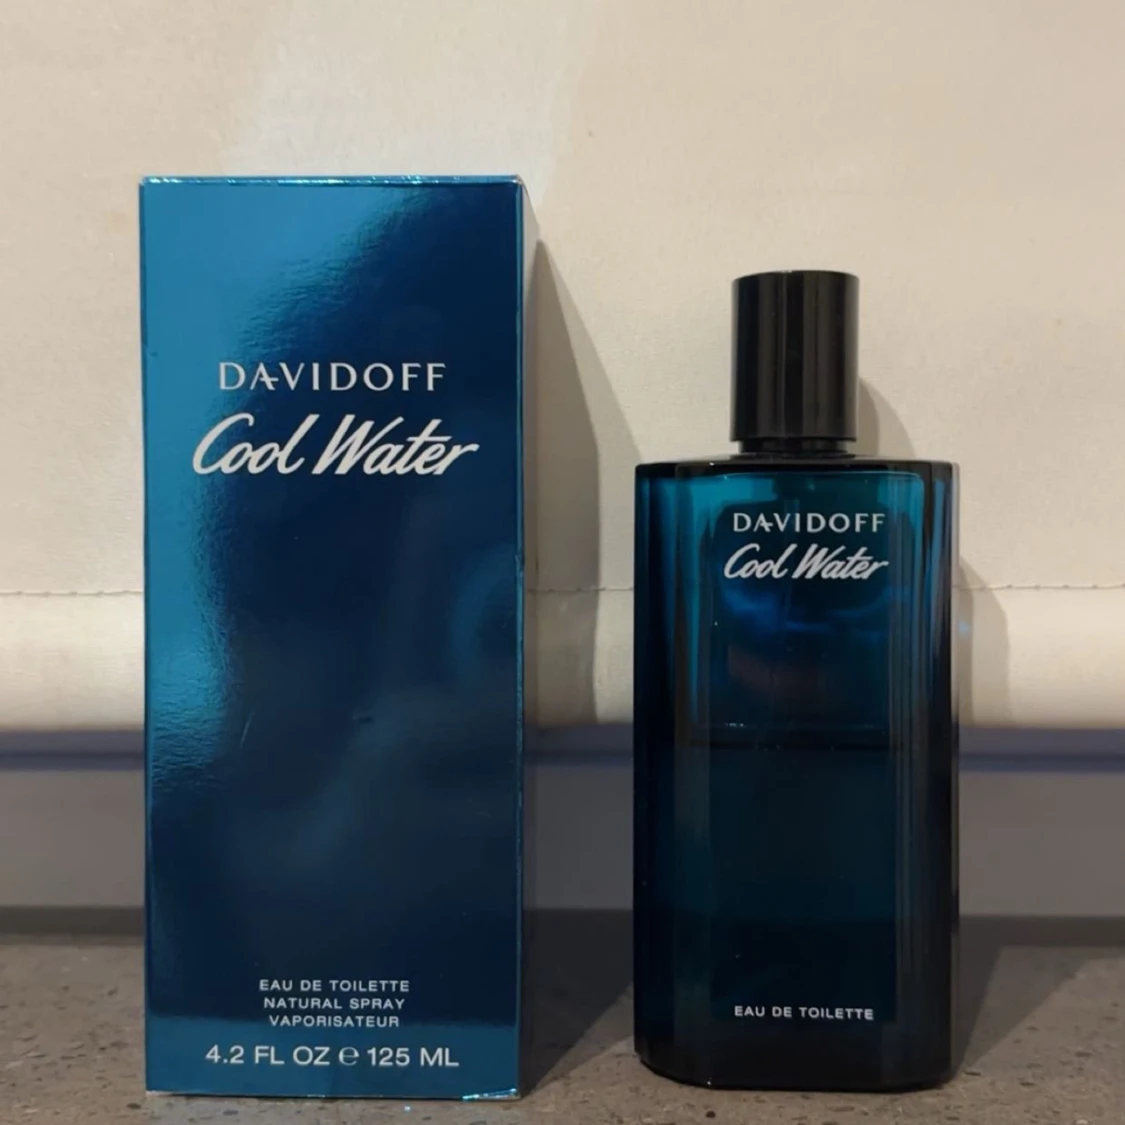 DAVIDOFF
Cool Water
EAU DE TOILETTE
NATURAL SPRAY
VAPORISATEUR
4.2 FL OZ ℮ 125 ML
DAVIDOFF
Cool Water
EAU DE TOILETTE